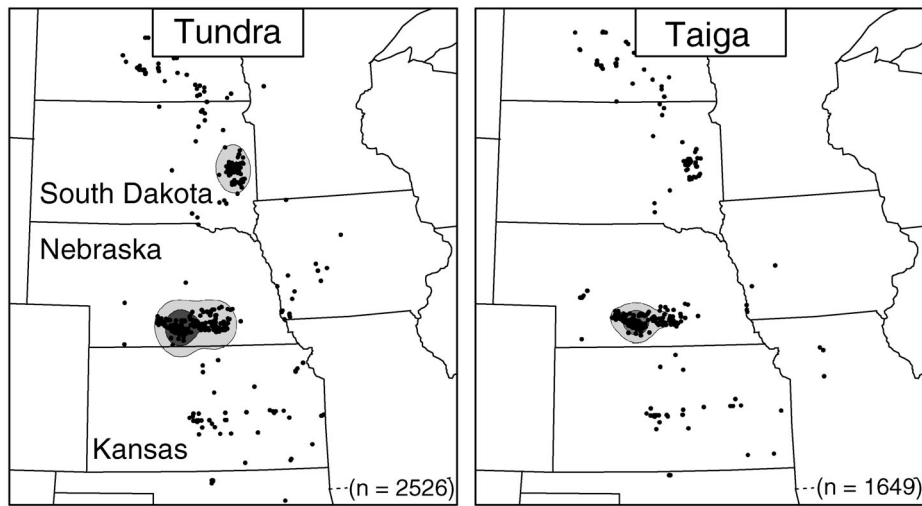 Tundra
South Dakota
Nebraska
Kansas
(n = 2526)
Taiga
(n = 1649)